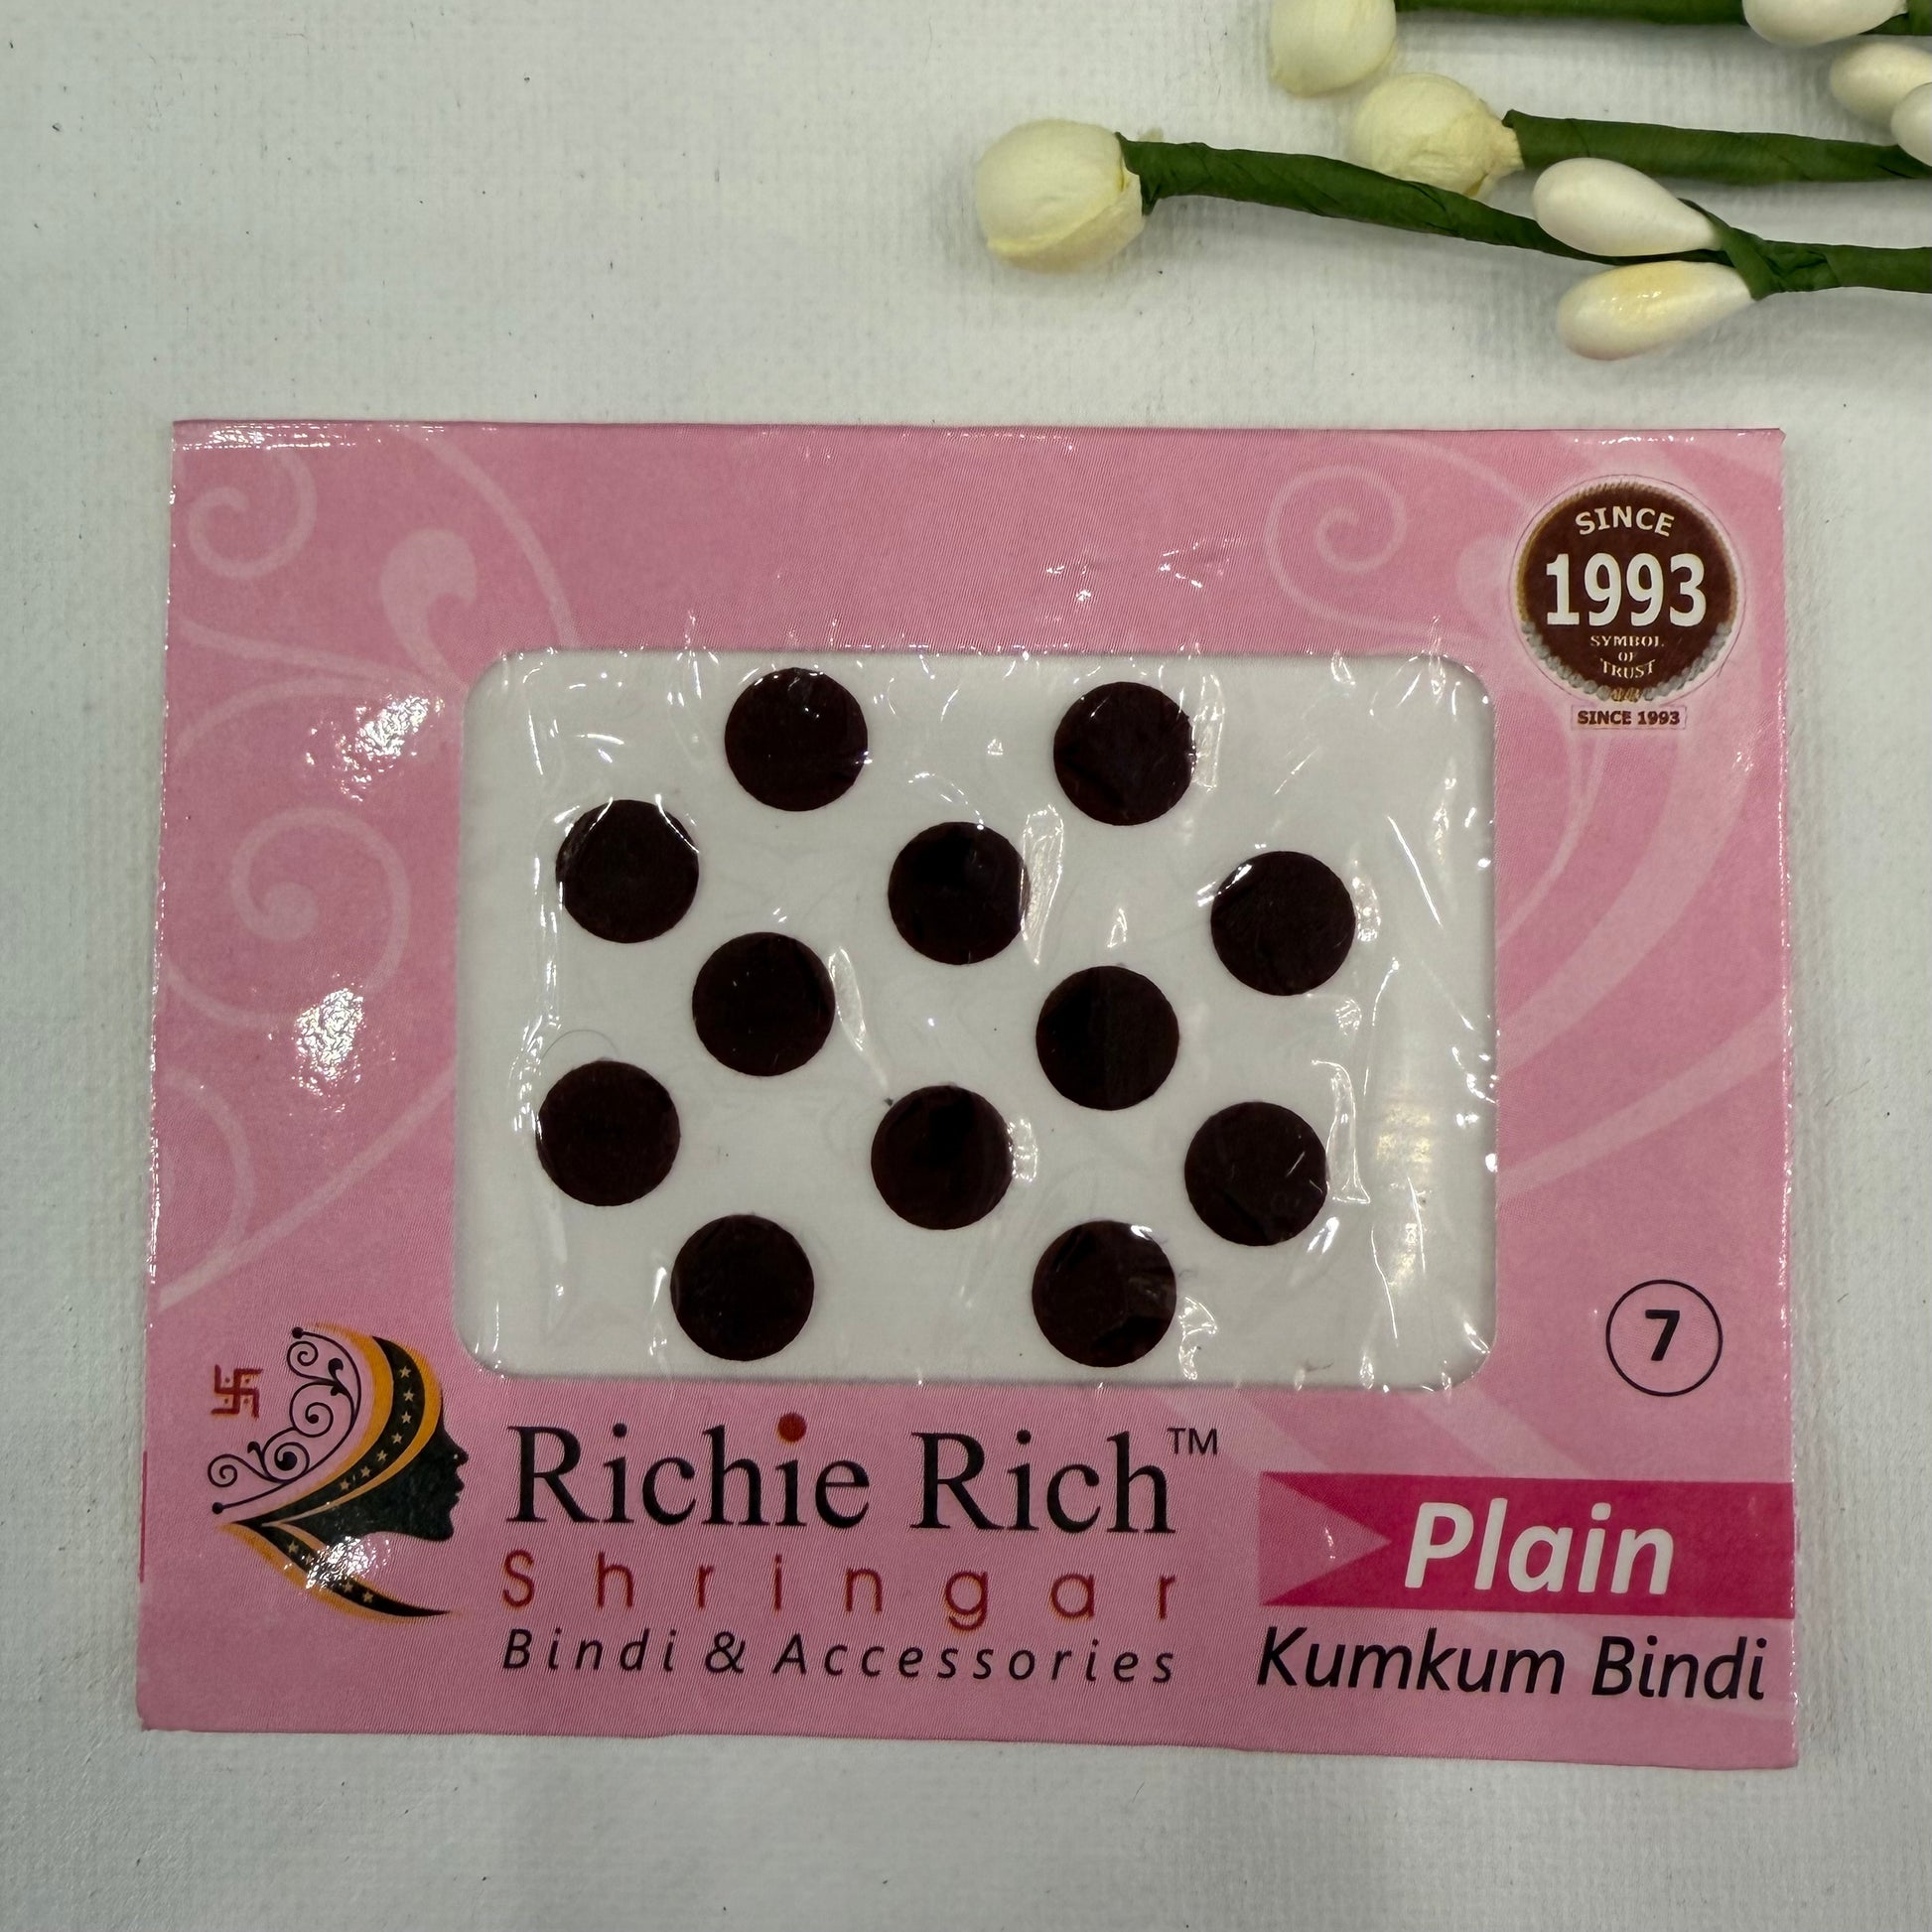 SINCE
1993
SYMBOL
OF
TRUST
SINCE 1993
7
Richie Rich™
Shringar
Bindi & Accessories
Plain
Kumkum Bindi